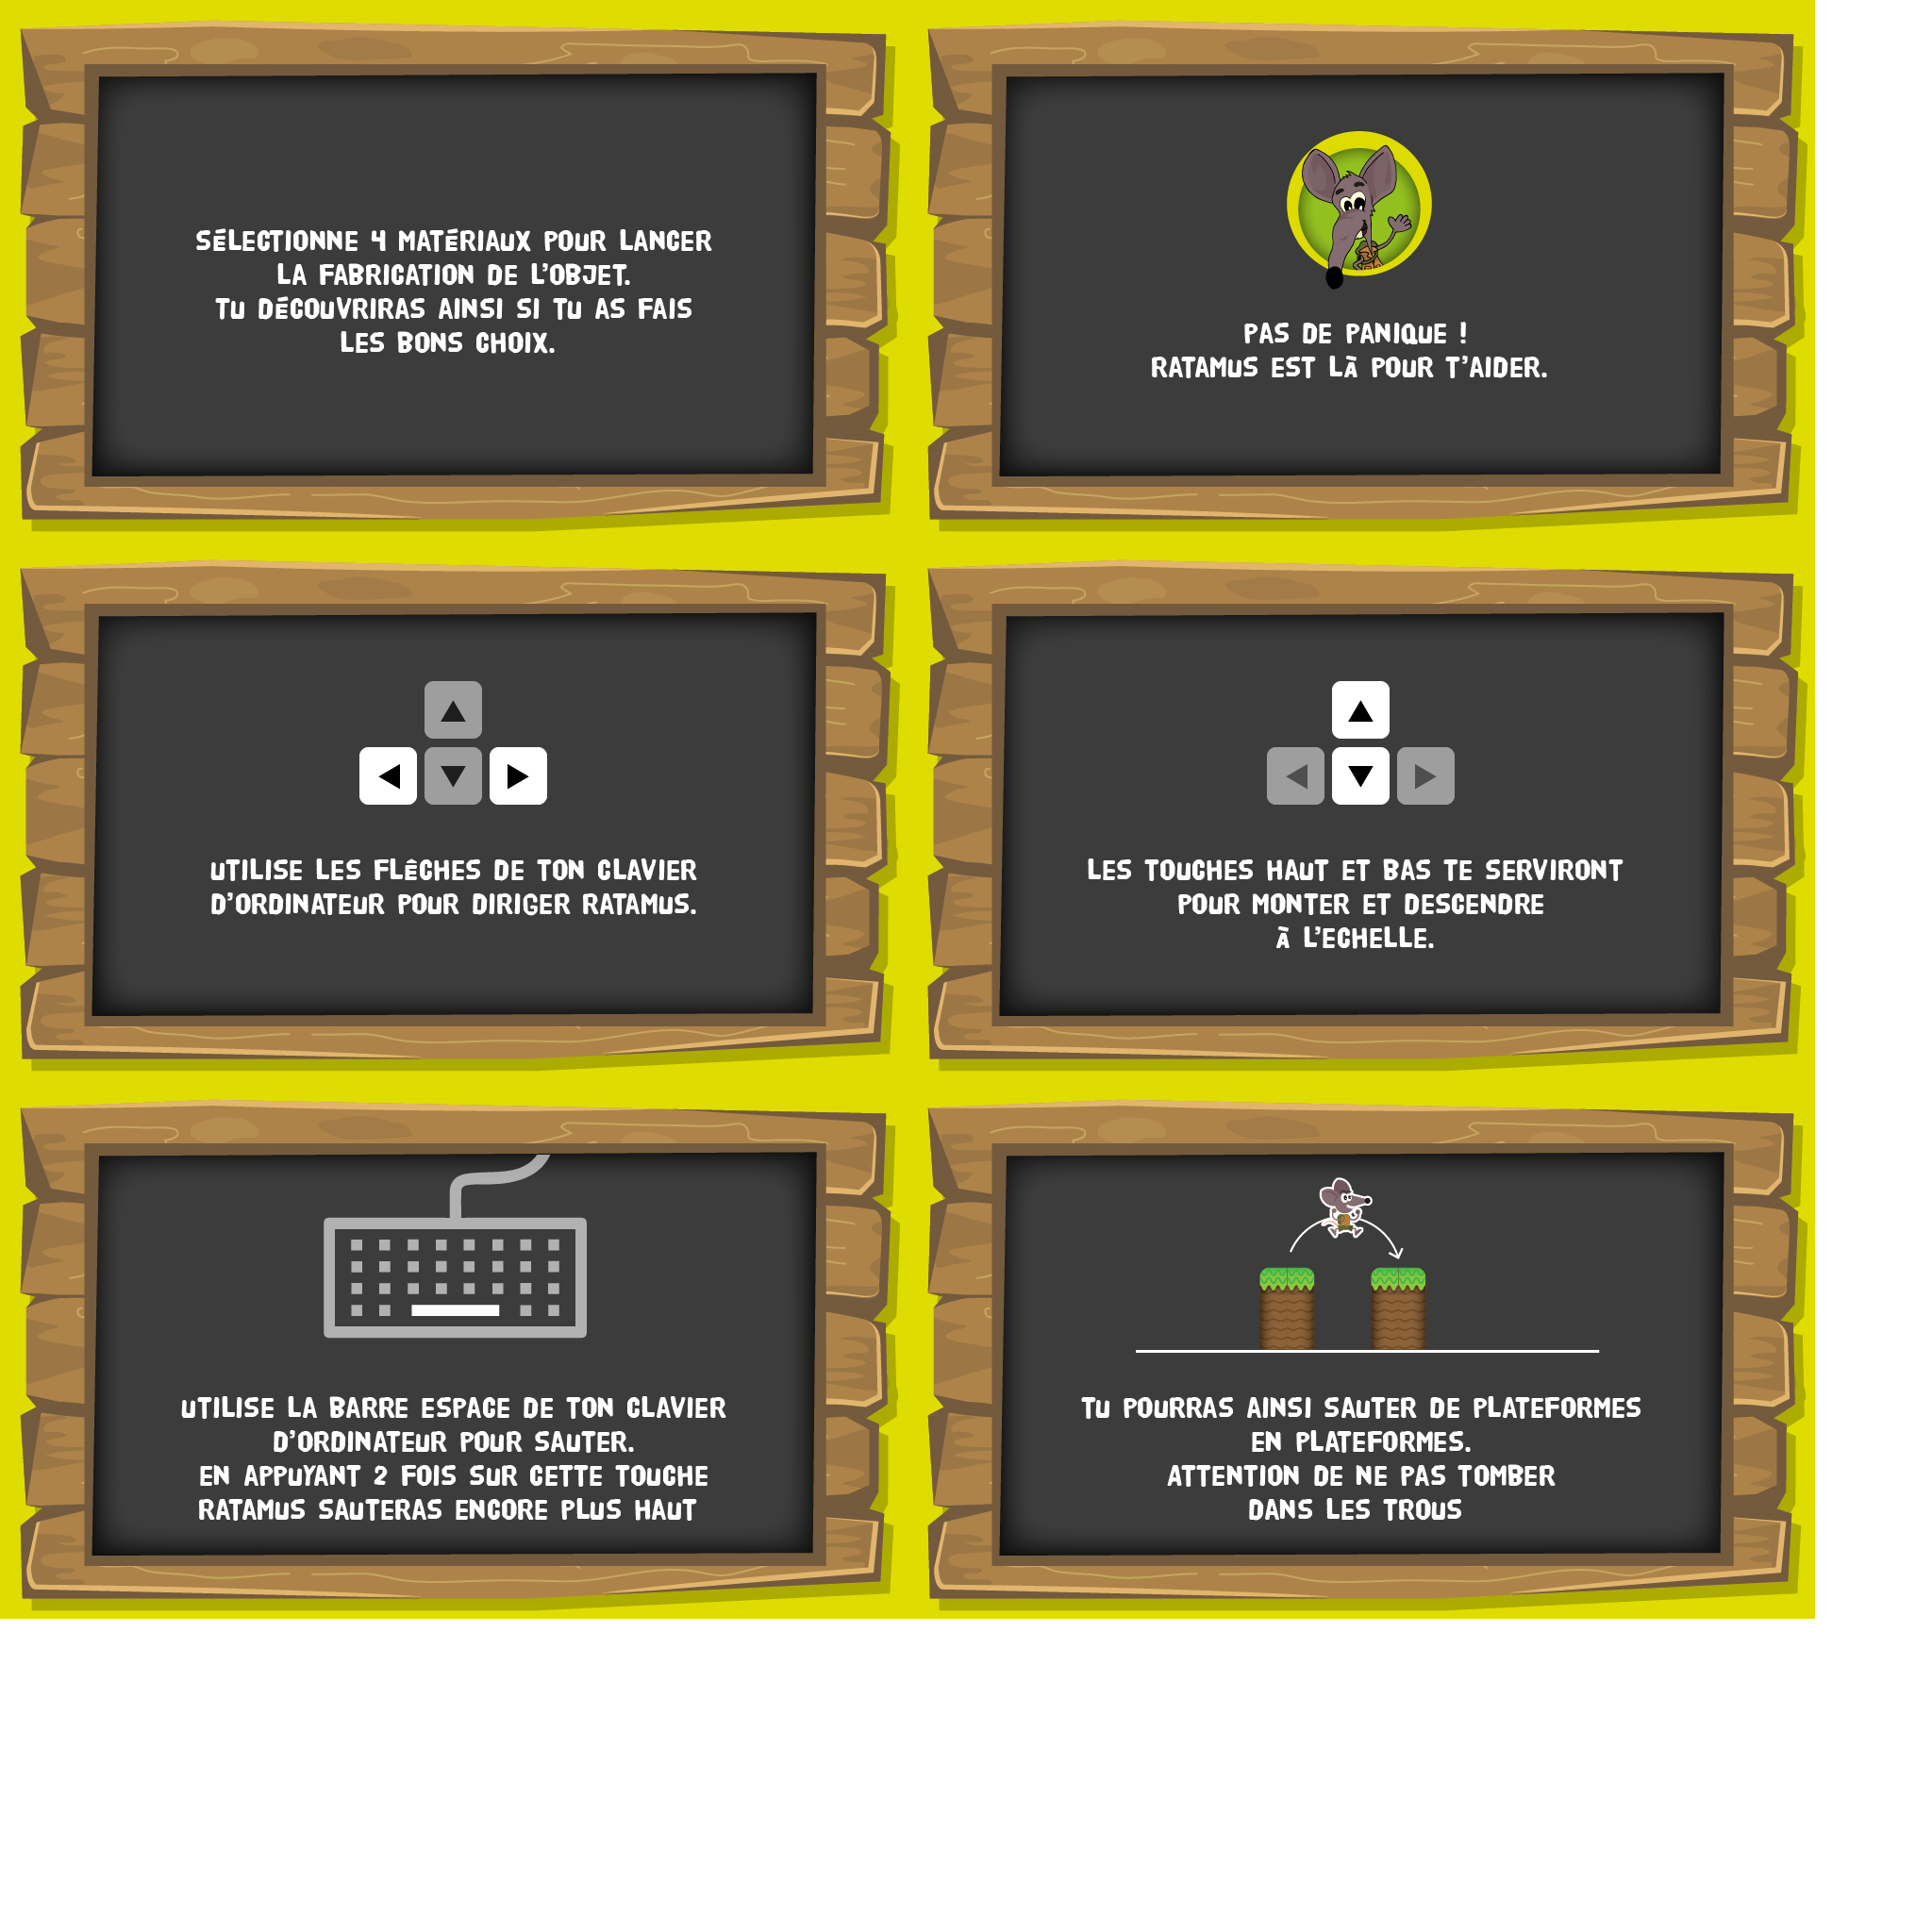 SÉLECTIONNE 4 MATÉRIAUX POUR LANCER
LA FABRICATION DE L'OBJET.
TU DÉCOUVRIRAS AINSI SI TU AS FAIS
LES BONS CHOIX.
PAS DE PANIQUE !
RATAMUS EST LÀ POUR T'AIDER.
UTILISE LES FLÊCHES DE TON CLAVIER
D'ORDINATEUR POUR DIRIGER RATAMUS.
LES TOUCHES HAUT ET BAS TE SERVIRONT
POUR MONTER ET DESCENDRE
À L'ECHELLE.
UTILISE LA BARRE ESPACE DE TON CLAVIER
D'ORDINATEUR POUR SAUTER.
EN APPUYANT 2 FOIS SUR CETTE TOUCHE
RATAMUS SAUTERAS ENCORE PLUS HAUT
TU POURRAS AINSI SAUTER DE PLATEFORMES
EN PLATEFORMES.
ATTENTION DE NE PAS TOMBER
DANS LES TROUS